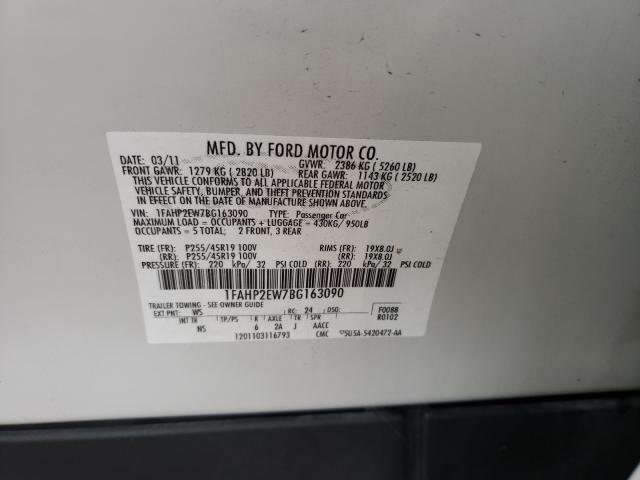 MFD. BY FORD MOTOR CO.
DATE: 03/11 GVWR: 2386 KG ( 5260 LB)
FRONT GAWR: 1279 KG ( 2820 LB) REAR GAWR: 1143 KG ( 2520 LB)
THIS VEHICLE CONFORMS TO ALL APPLICABLE FEDERAL MOTOR
VEHICLE SAFETY, BUMPER, AND THEFT PREVENTION STANDARDS
IN EFFECT ON THE DATE OF MANUFACTURE SHOWN ABOVE.
VIN: 1FAHP2EW7BG163090 TYPE: Passenger Car
MAXIMUM LOAD = OCCUPANTS + LUGGAGE = 430KG/ 950LB
OCCUPANTS = 5 TOTAL; 2 FRONT, 3 REAR
TIRE (FR): P255/45R19 100V RIMS (FR): 19X8.0J
(RR): P255/45R19 100V (RR): 19X8.0J
PRESSURE (FR): 220 kPa/ 32 PSI COLD (RR): 220 kPa/ 32 PSI COLD
1FAHP2EW7BG163090
TRAILER TOWING - SEE OWNER GUIDE
EXT PNT: WS RC: 24 DSO: F0088
R0102
INT TR TP/PS R AXLE TR SPR
NS 6 2A J AACC
1201103116793 CMC 5U5A-5420472-AA